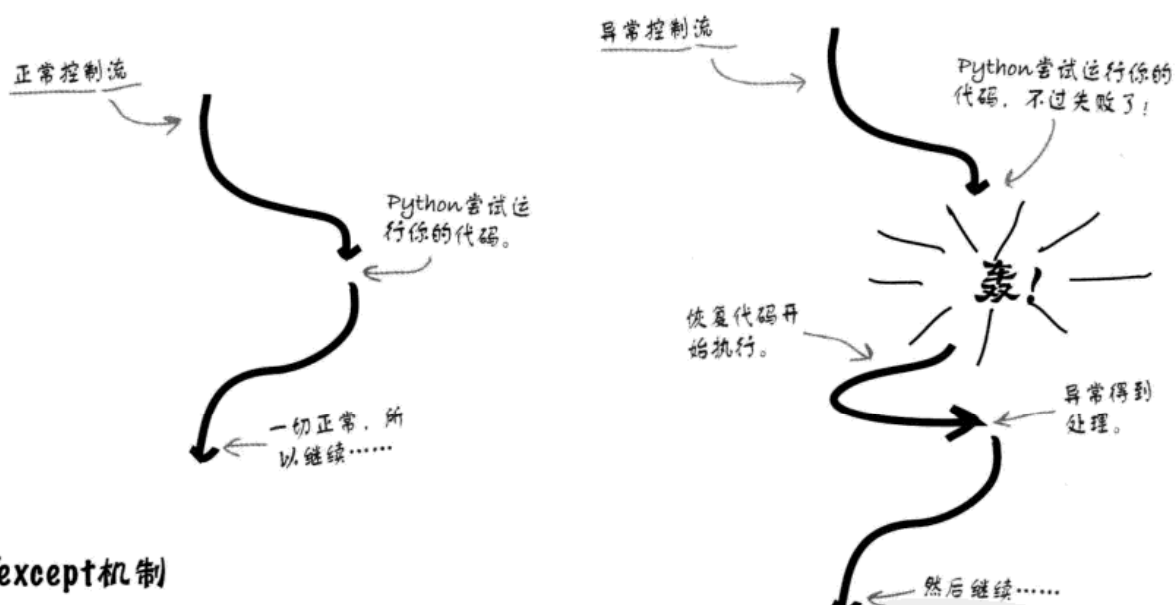 正常控制流
Python尝试运
行你的代码。
一切正常，所
以继续……
异常控制流
Python尝试运行你的
代码，不过失败了！
轰！
恢复代码开
始执行。
异常得到
处理。
然后继续……
except机制